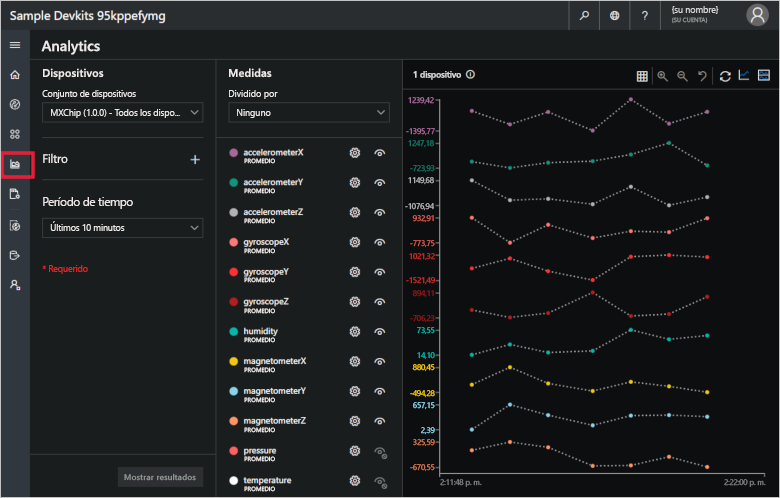 Sample Devkits 95kppefymg
{su nombre}
(SU CUENTA)
Analytics
Dispositivos
Conjunto de dispositivos
MXChip (1.0.0) - Todos los dispo...
Filtro
Período de tiempo
Últimos 10 minutos
* Requerido
Mostrar resultados
Medidas
Dividido por
Ninguno
accelerometerX
PROMEDIO
accelerometerY
PROMEDIO
accelerometerZ
PROMEDIO
gyroscopeX
PROMEDIO
gyroscopeY
PROMEDIO
gyroscopeZ
PROMEDIO
humidity
PROMEDIO
magnetometerX
PROMEDIO
magnetometerY
PROMEDIO
magnetometerZ
PROMEDIO
pressure
PROMEDIO
temperature
PROMEDIO
1 dispositivo
1239,42
-1395,77
1247,18
-723,93
1149,68
-1076,94
932,91
-773,75
1021,32
-1521,49
894,11
-706,23
73,55
14,10
880,45
-494,28
657,15
2,39
325,59
-670,55
2:11:48 p. m.
2:22:00 p. m.